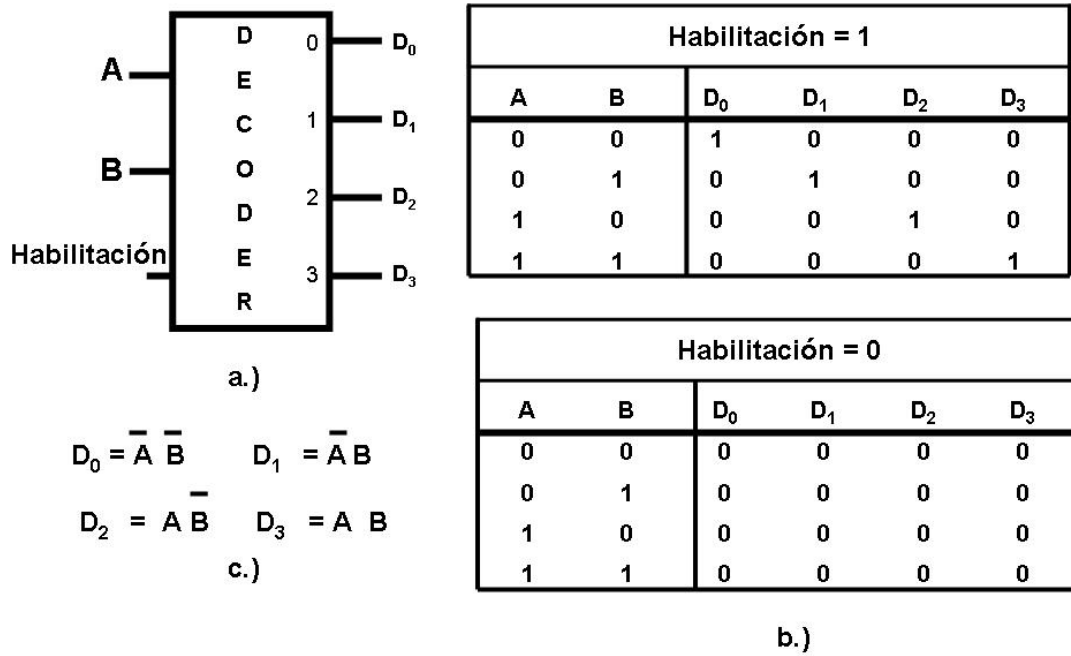 A
B
Habilitación
D
E
C
O
D
E
R
0
1
2
3
D₀
D₁
D₂
D₃
a.)
D₀ = A̅ B̅ D₁ = A̅ B
D₂ = A B̅ D₃ = A B
c.)
Habilitación = 1
A B D₀ D₁ D₂ D₃
0 0 1 0 0 0
0 1 0 1 0 0
1 0 0 0 1 0
1 1 0 0 0 1
Habilitación = 0
A B D₀ D₁ D₂ D₃
0 0 0 0 0 0
0 1 0 0 0 0
1 0 0 0 0 0
1 1 0 0 0 0
b.)